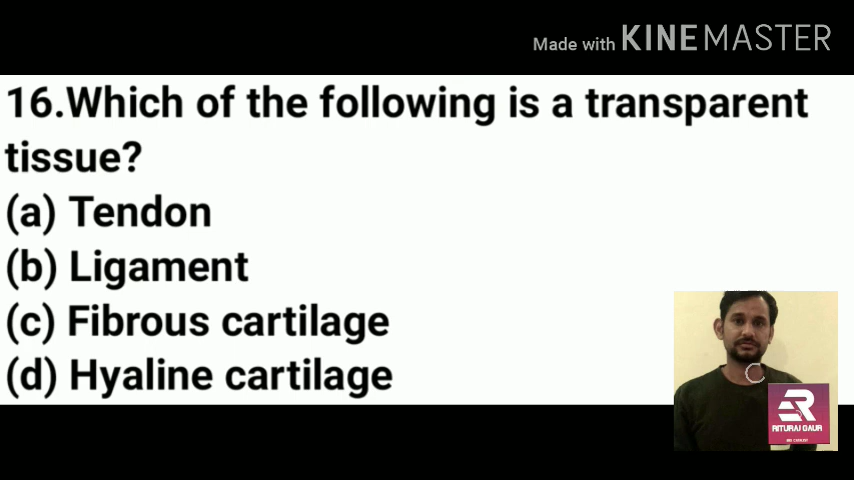 Made with KINEMASTER
16.Which of the following is a transparent
tissue?
(a) Tendon
(b) Ligament
(c) Fibrous cartilage
(d) Hyaline cartilage
RITURAJ GAUR